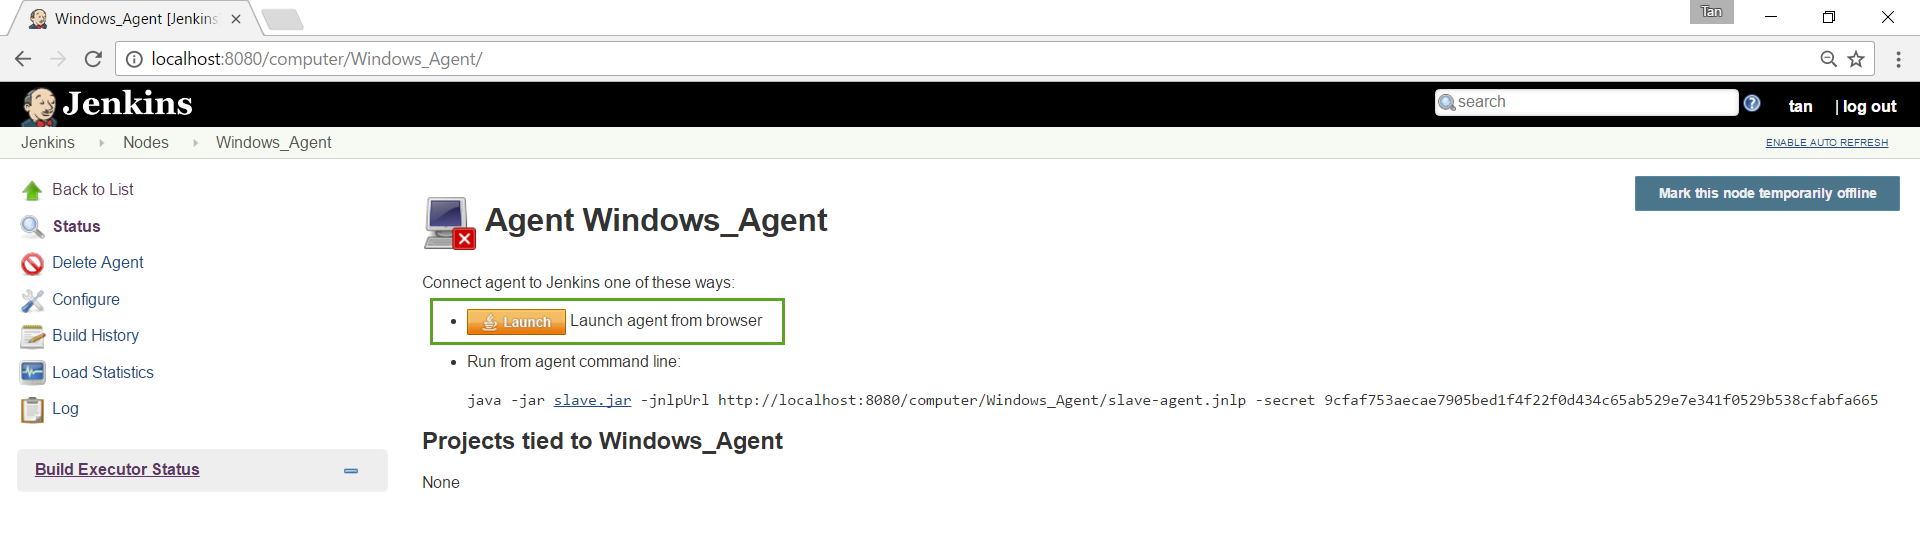 Windows_Agent [Jenkins
Tan
localhost:8080/computer/Windows_Agent/
Jenkins
search
tan
| log out
Jenkins
Nodes
Windows_Agent
ENABLE AUTO REFRESH
Back to List
Status
Delete Agent
Configure
Build History
Load Statistics
Log
Build Executor Status
Mark this node temporarily offline
Agent Windows_Agent
Connect agent to Jenkins one of these ways:
Launch Launch agent from browser
Run from agent command line:
java -jar slave.jar -jnlpUrl http://localhost:8080/computer/Windows_Agent/slave-agent.jnlp -secret 9cfaf753aecae7905bed1f4f22f0d434c65ab529e7e341f0529b538cfabfa665
Projects tied to Windows_Agent
None